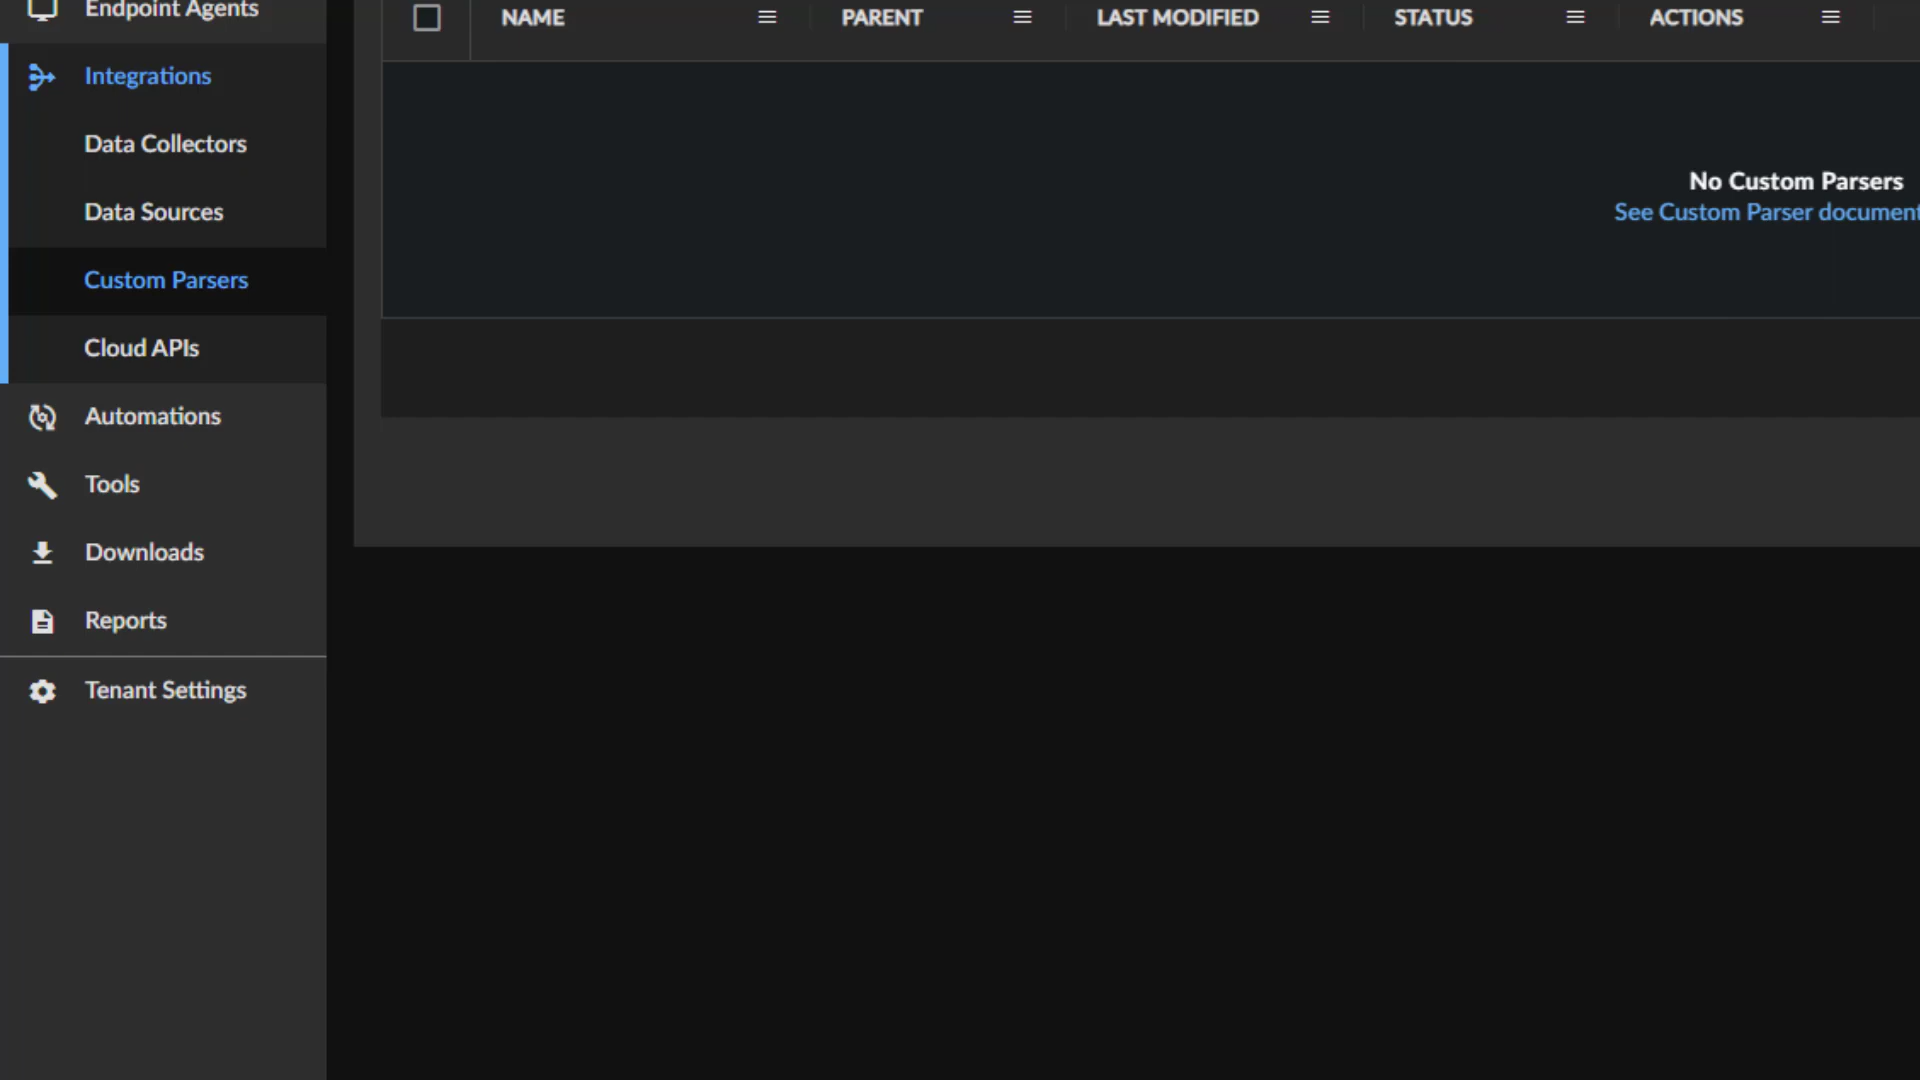 Endpoint Agents
Integrations
Data Collectors
Data Sources
Custom Parsers
Cloud APIs
Automations
Tools
Downloads
Reports
Tenant Settings
NAME PARENT LAST MODIFIED STATUS ACTIONS
No Custom Parsers
See Custom Parser document